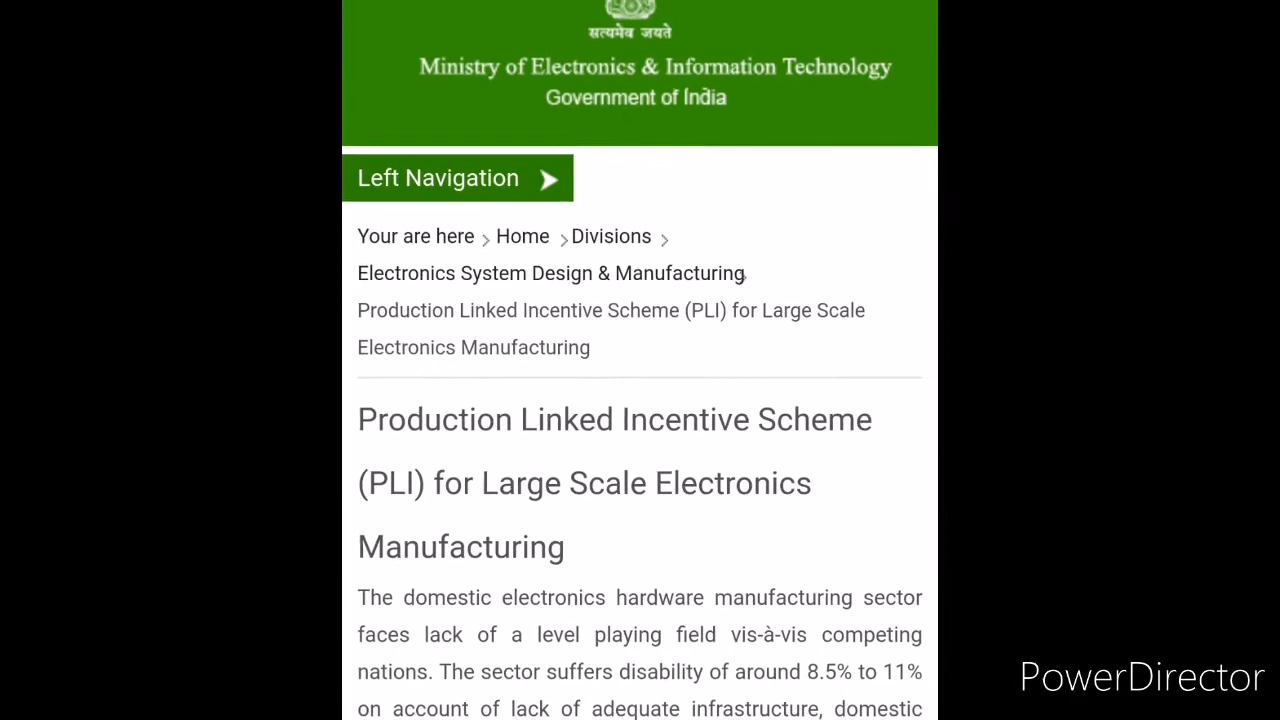 सत्यमेव जयते
Ministry of Electronics & Information Technology
Government of India
Left Navigation
Your are here Home Divisions
Electronics System Design & Manufacturing
Production Linked Incentive Scheme (PLI) for Large Scale
Electronics Manufacturing
Production Linked Incentive Scheme
(PLI) for Large Scale Electronics
Manufacturing
The domestic electronics hardware manufacturing sector
faces lack of a level playing field vis-à-vis competing
nations. The sector suffers disability of around 8.5% to 11%
on account of lack of adequate infrastructure, domestic
PowerDirector